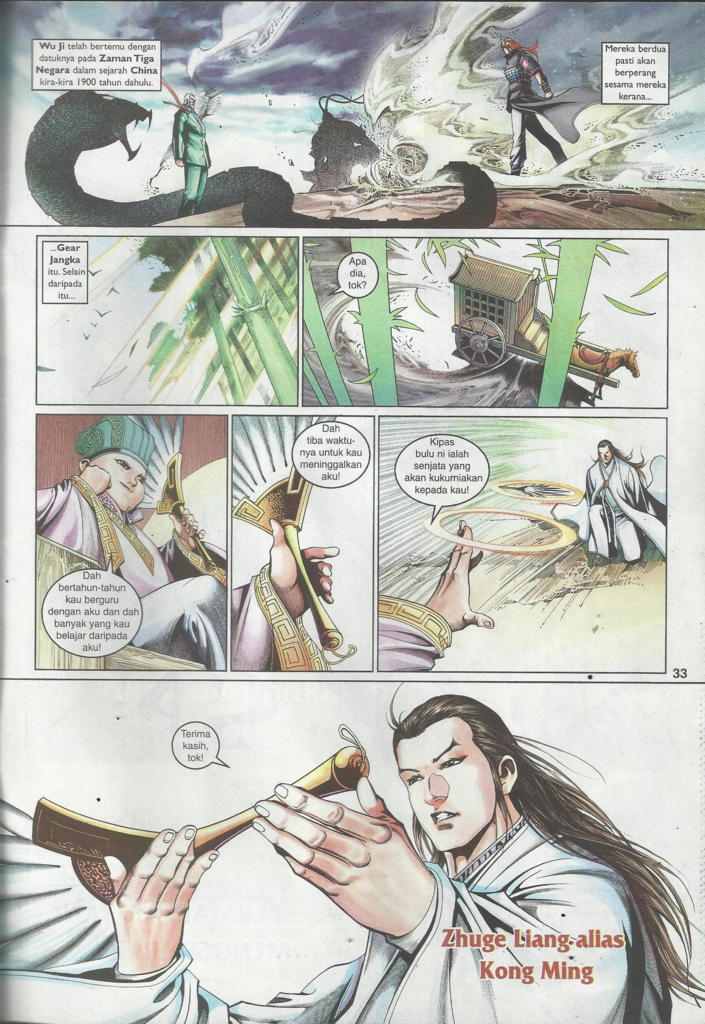 Wu Ji telah bertemu dengan
datuknya pada Zaman Tiga
Negara dalam sejarah China
kira-kira 1900 tahun dahulu.
Mereka berdua
pasti akan
berperang
sesama mereka
kerana...
...Gear
Jangka
itu. Selain
daripada
itu...
Apa
dia,
tok?
Dah
bertahun-tahun
kau berguru
dengan aku dan dah
banyak yang kau
belajar daripada
aku!
Dah
tiba waktu-
nya untuk kau
meninggalkan
aku!
Kipas
bulu ni ialah
senjata yang
akan kukurniakan
kepada kau!
33
Terima
kasih,
tok!
Zhuge Liang alias
Kong Ming